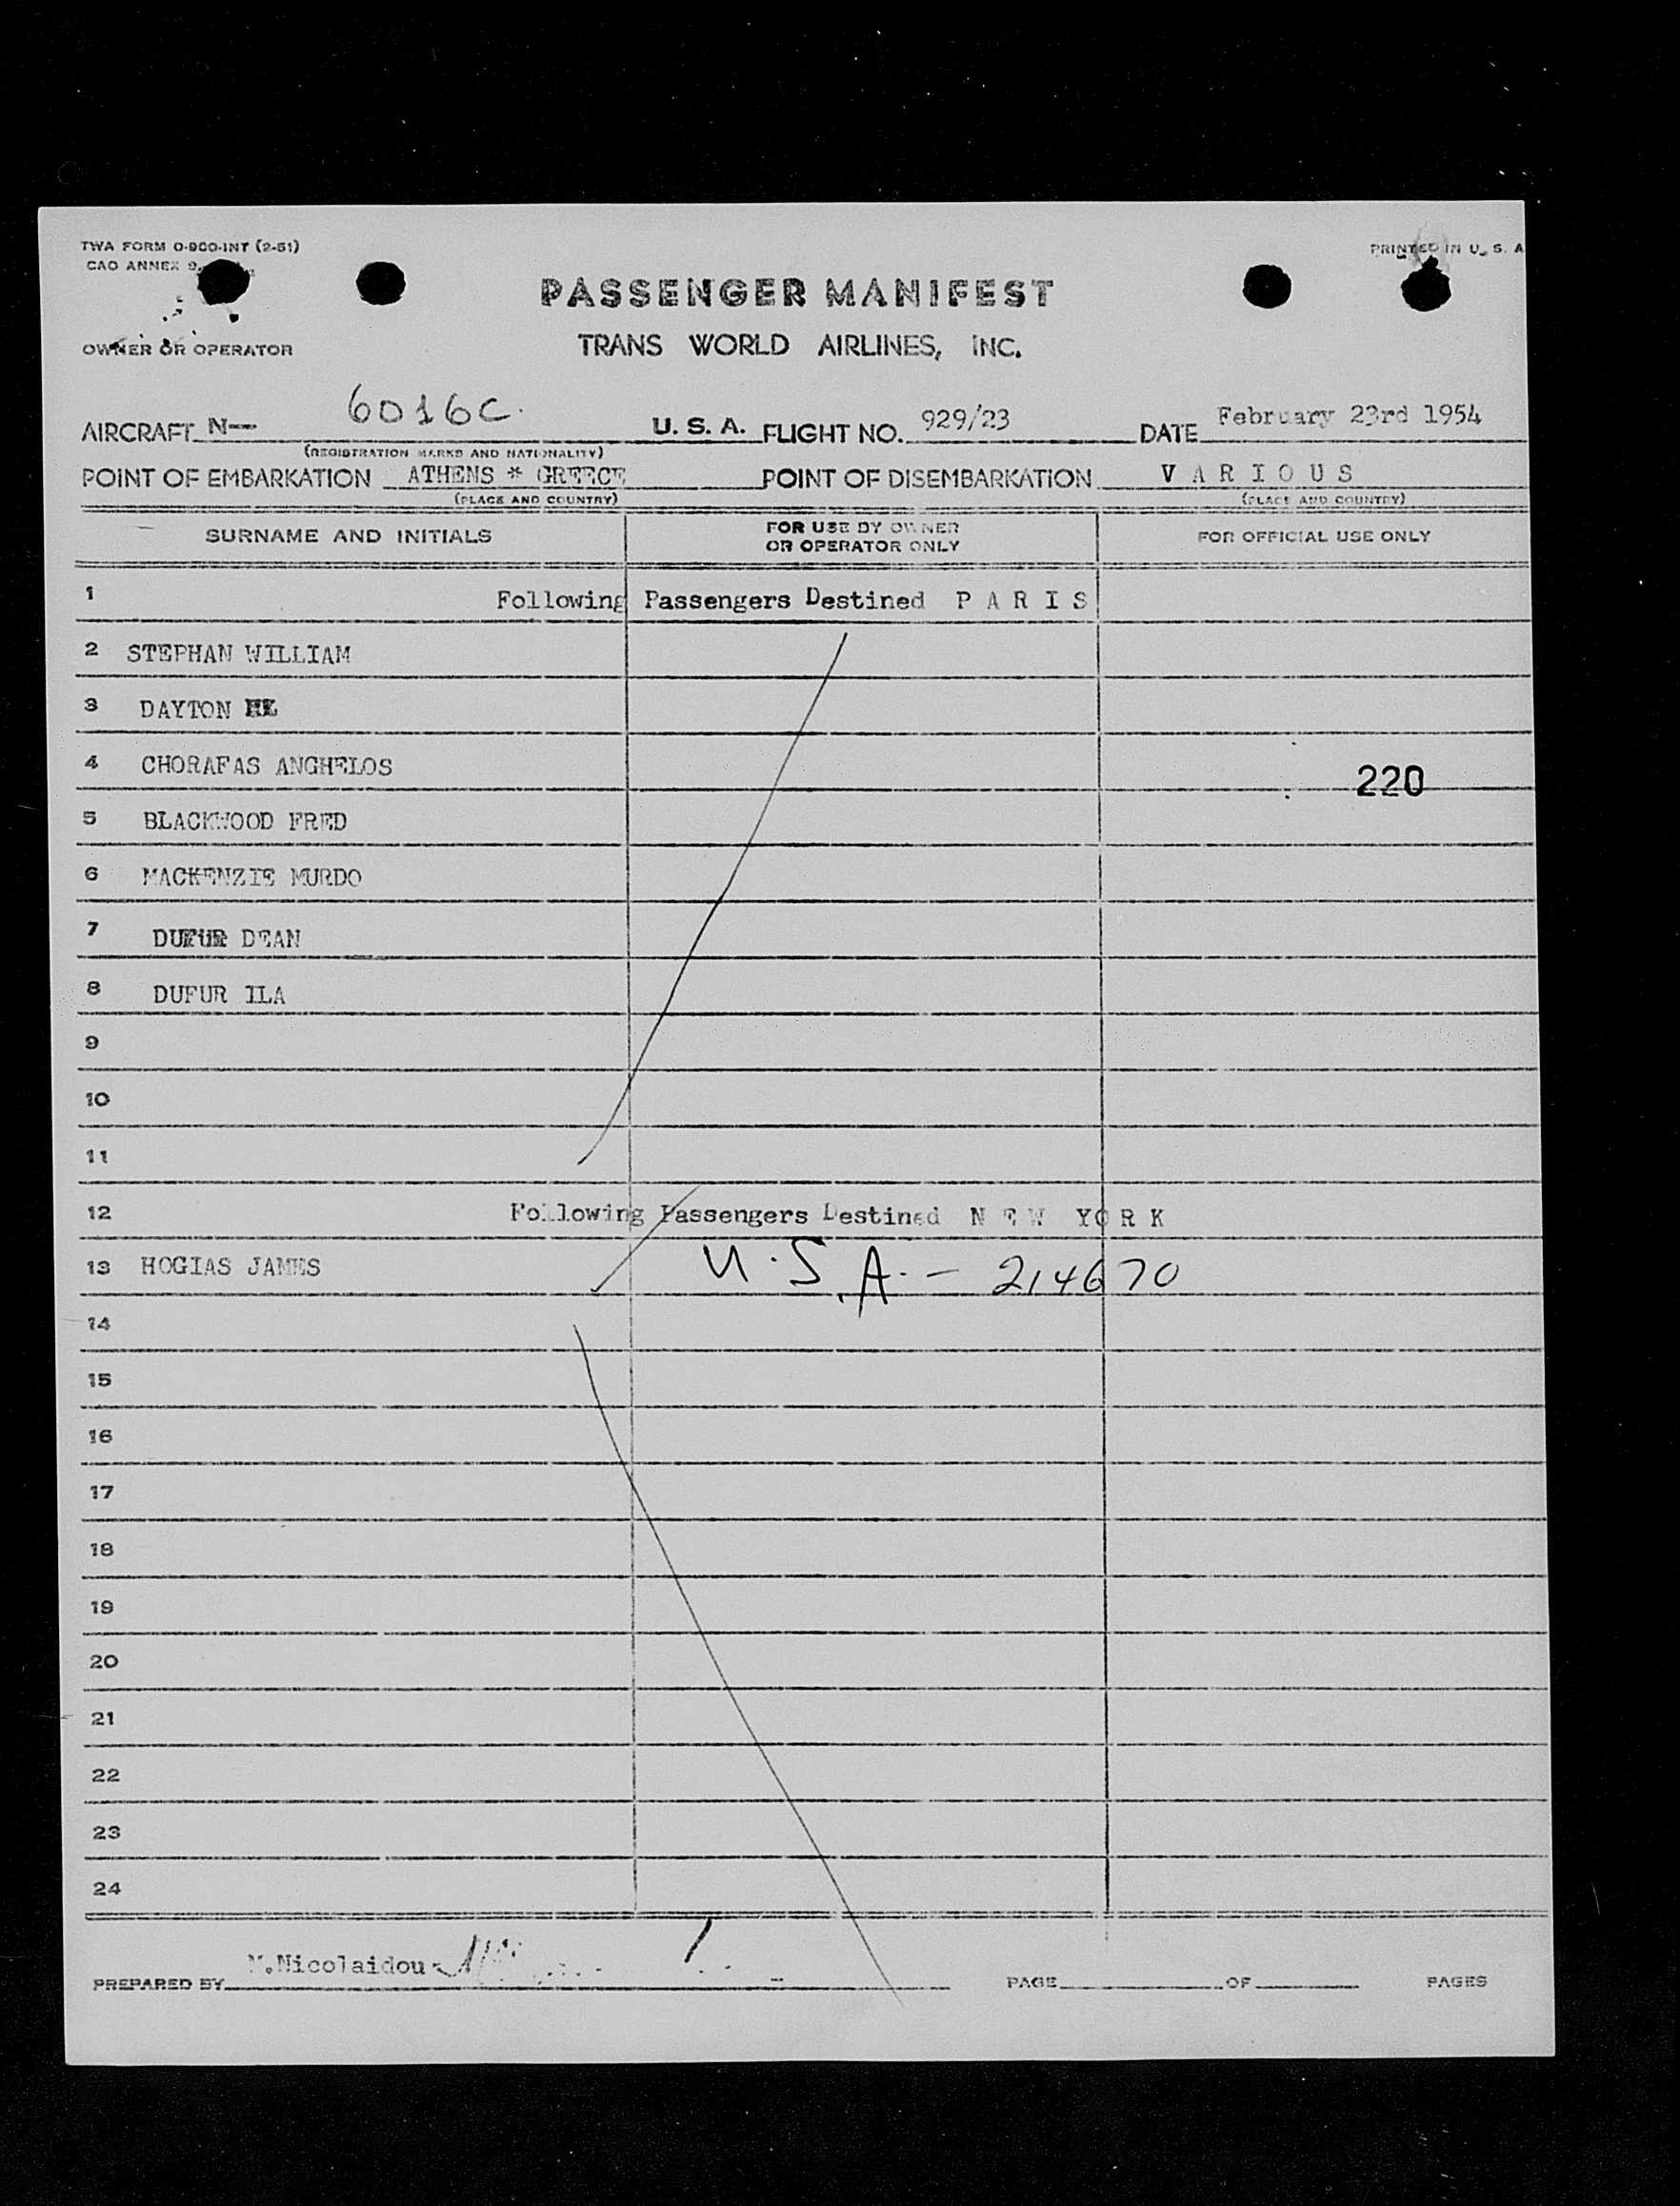 TWA FORM O-900-INT (2-51)
PRINTED IN U. S. A
CAO ANNEX 9,
PASSENGER MANIFEST
OWNER OR OPERATOR
TRANS WORLD AIRLINES, INC.
AIRCRAFT N-- 6016C. U. S. A. FLIGHT NO. 929/23 DATE February 23rd 1954
(REGISTRATION MARKS AND NATIONALITY)
POINT OF EMBARKATION ATHENS * GREECE POINT OF DISEMBARKATION V A R I O U S
(PLACE AND COUNTRY) (PLACE AND COUNTRY)
SURNAME AND INITIALS FOR USE BY OWNER OR OPERATOR ONLY FOR OFFICIAL USE ONLY
1 Following Passengers Destined P A R I S
2 STEPHAN WILLIAM
3 DAYTON
4 CHORAFAS ANGHELOS
220
5 BLACKWOOD FRED
6 MACKENZIE MURDO
7 DUFUR DEAN
8 DUFUR ILA
9
10
11
12 Following Passengers Destined N E W Y O R K
13 HOGIAS JAMES U.S.A. - 214670
14
15
16
17
18
19
20
21
22
23
24
PREPARED BY M.Nicolaidou PAGE OF PAGES